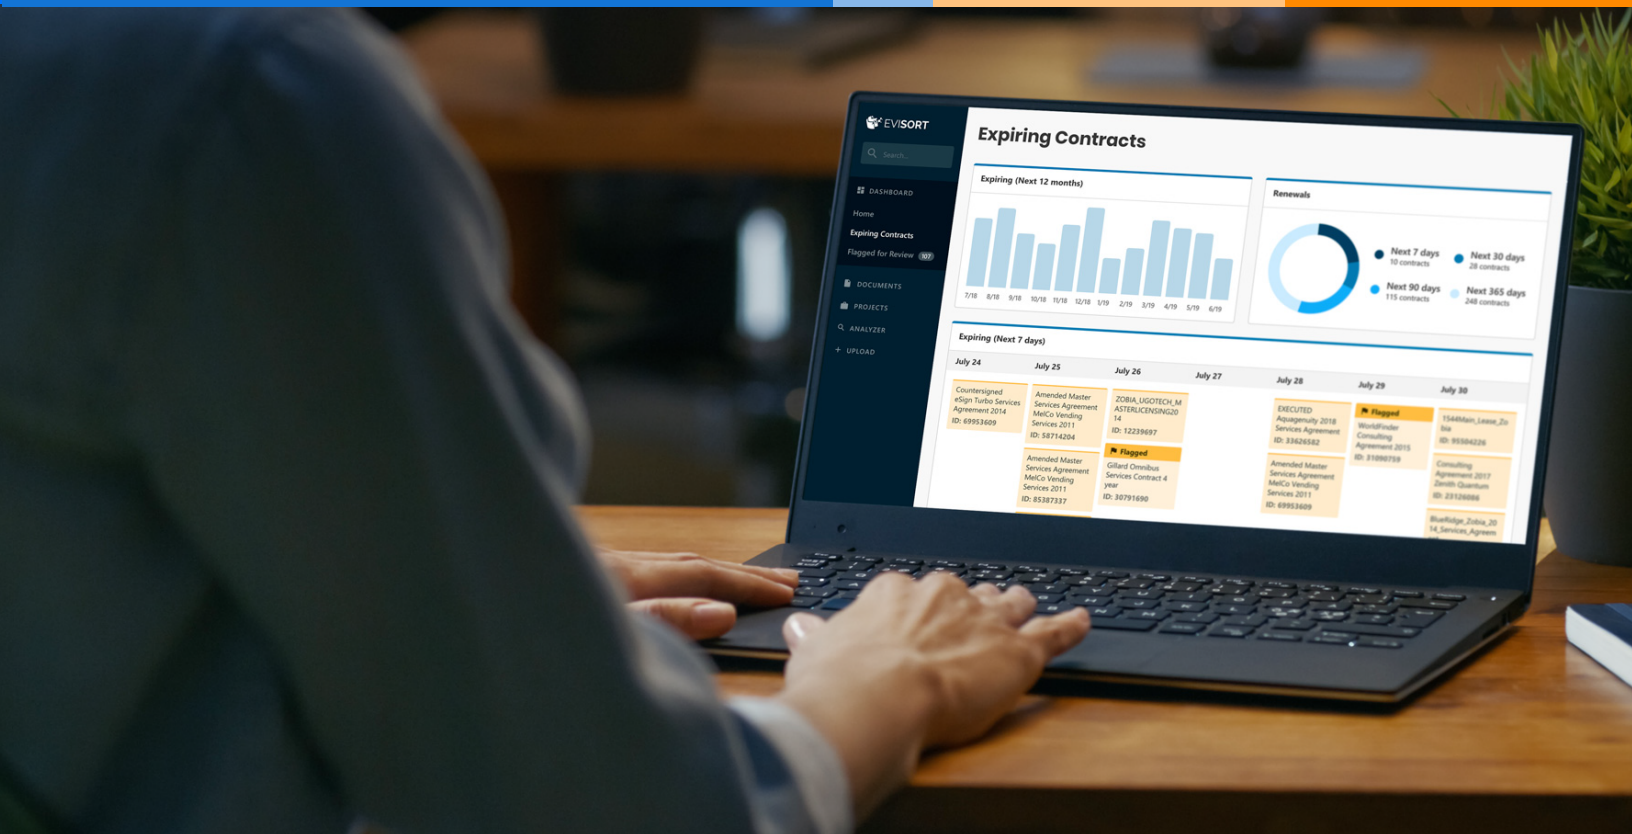 EVISORT
Search...
DASHBOARD
Home
Expiring Contracts
Flagged for Review 107
DOCUMENTS
PROJECTS
ANALYZER
UPLOAD
Expiring Contracts
Expiring (Next 12 months)
7/18 8/18 9/18 10/18 11/18 12/18 1/19 2/19 3/19 4/19 5/19 6/19
Renewals
Next 7 days
10 contracts
Next 30 days
28 contracts
Next 90 days
115 contracts
Next 365 days
248 contracts
Expiring (Next 7 days)
July 24
Countersigned
eSign Turbo Services
Agreement 2014
ID: 69953609
July 25
Amended Master
Services Agreement
MelCo Vending
Services 2011
ID: 58714204
Amended Master
Services Agreement
MelCo Vending
Services 2011
ID: 85387337
July 26
ZOBIA_UGOTECH_M
ASTERLICENSING20
14
ID: 12239697
Flagged
Gillard Omnibus
Services Contract 4
year
ID: 30791690
July 27
July 28
EXECUTED
Aquagenuity 2018
Services Agreement
ID: 33626582
Amended Master
Services Agreement
MelCo Vending
Services 2011
ID: 69953609
July 29
Flagged
WorldFinder
Consulting
Agreement 2015
ID: 31090759
July 30
1544Main_Lease_Zo
bia
ID: 95504226
Consulting
Agreement 2017
Zenith Quantum
ID: 23126086
BlueRidge_Zobia_20
14_Services_Agreem